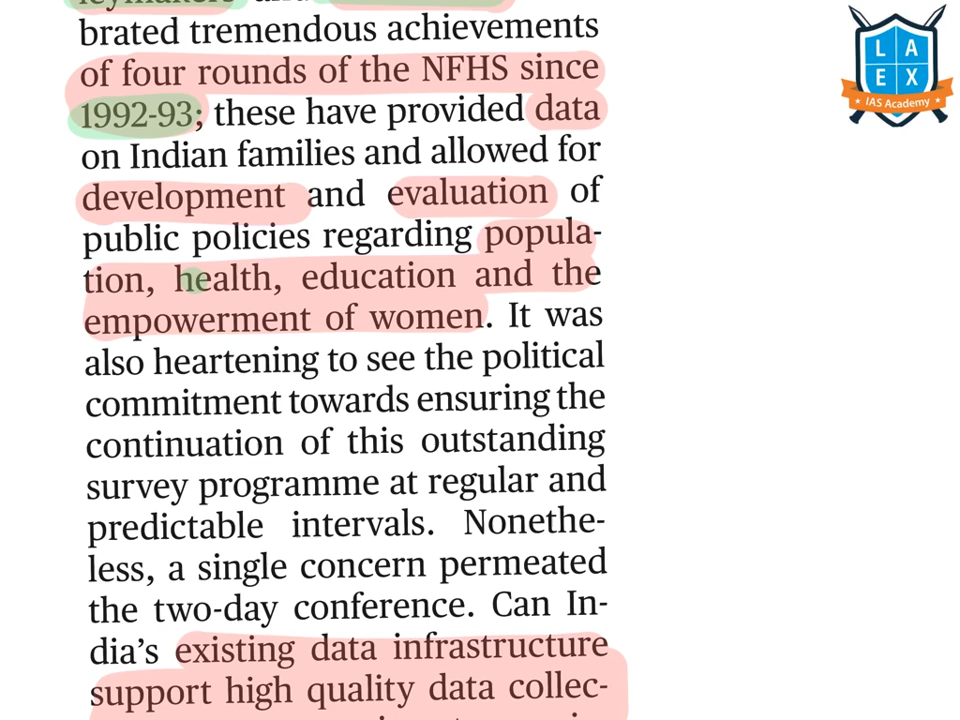 brated tremendous achievements
of four rounds of the NFHS since
1992-93; these have provided data
on Indian families and allowed for
development and evaluation of
public policies regarding popula-
tion, health, education and the
empowerment of women. It was
also heartening to see the political
commitment towards ensuring the
continuation of this outstanding
survey programme at regular and
predictable intervals. Nonethe-
less, a single concern permeated
the two-day conference. Can In-
dia's existing data infrastructure
support high quality data collec-
L A
E X
IAS Academy